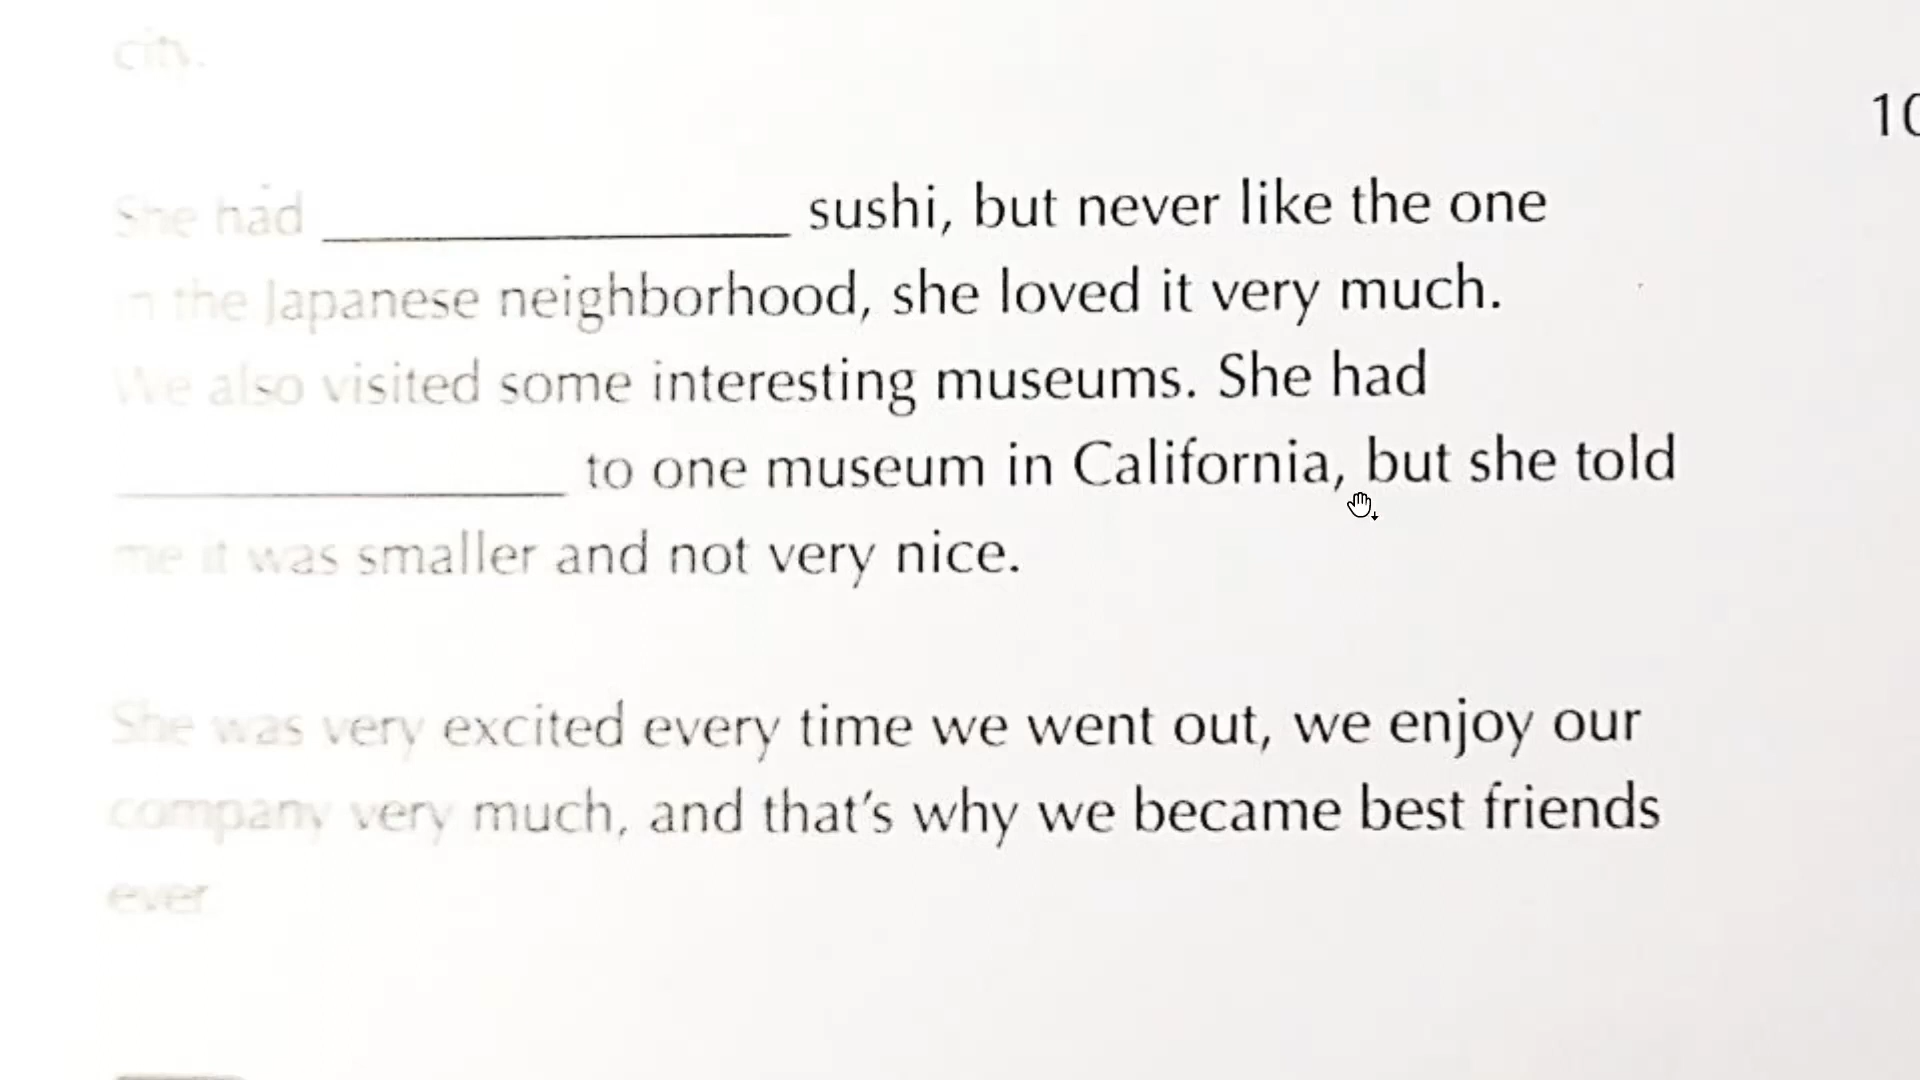 city.
10
She had ______________ sushi, but never like the one
in the Japanese neighborhood, she loved it very much.
We also visited some interesting museums. She had
______________ to one museum in California, but she told
me it was smaller and not very nice.
She was very excited every time we went out, we enjoy our
company very much, and that's why we became best friends
ever